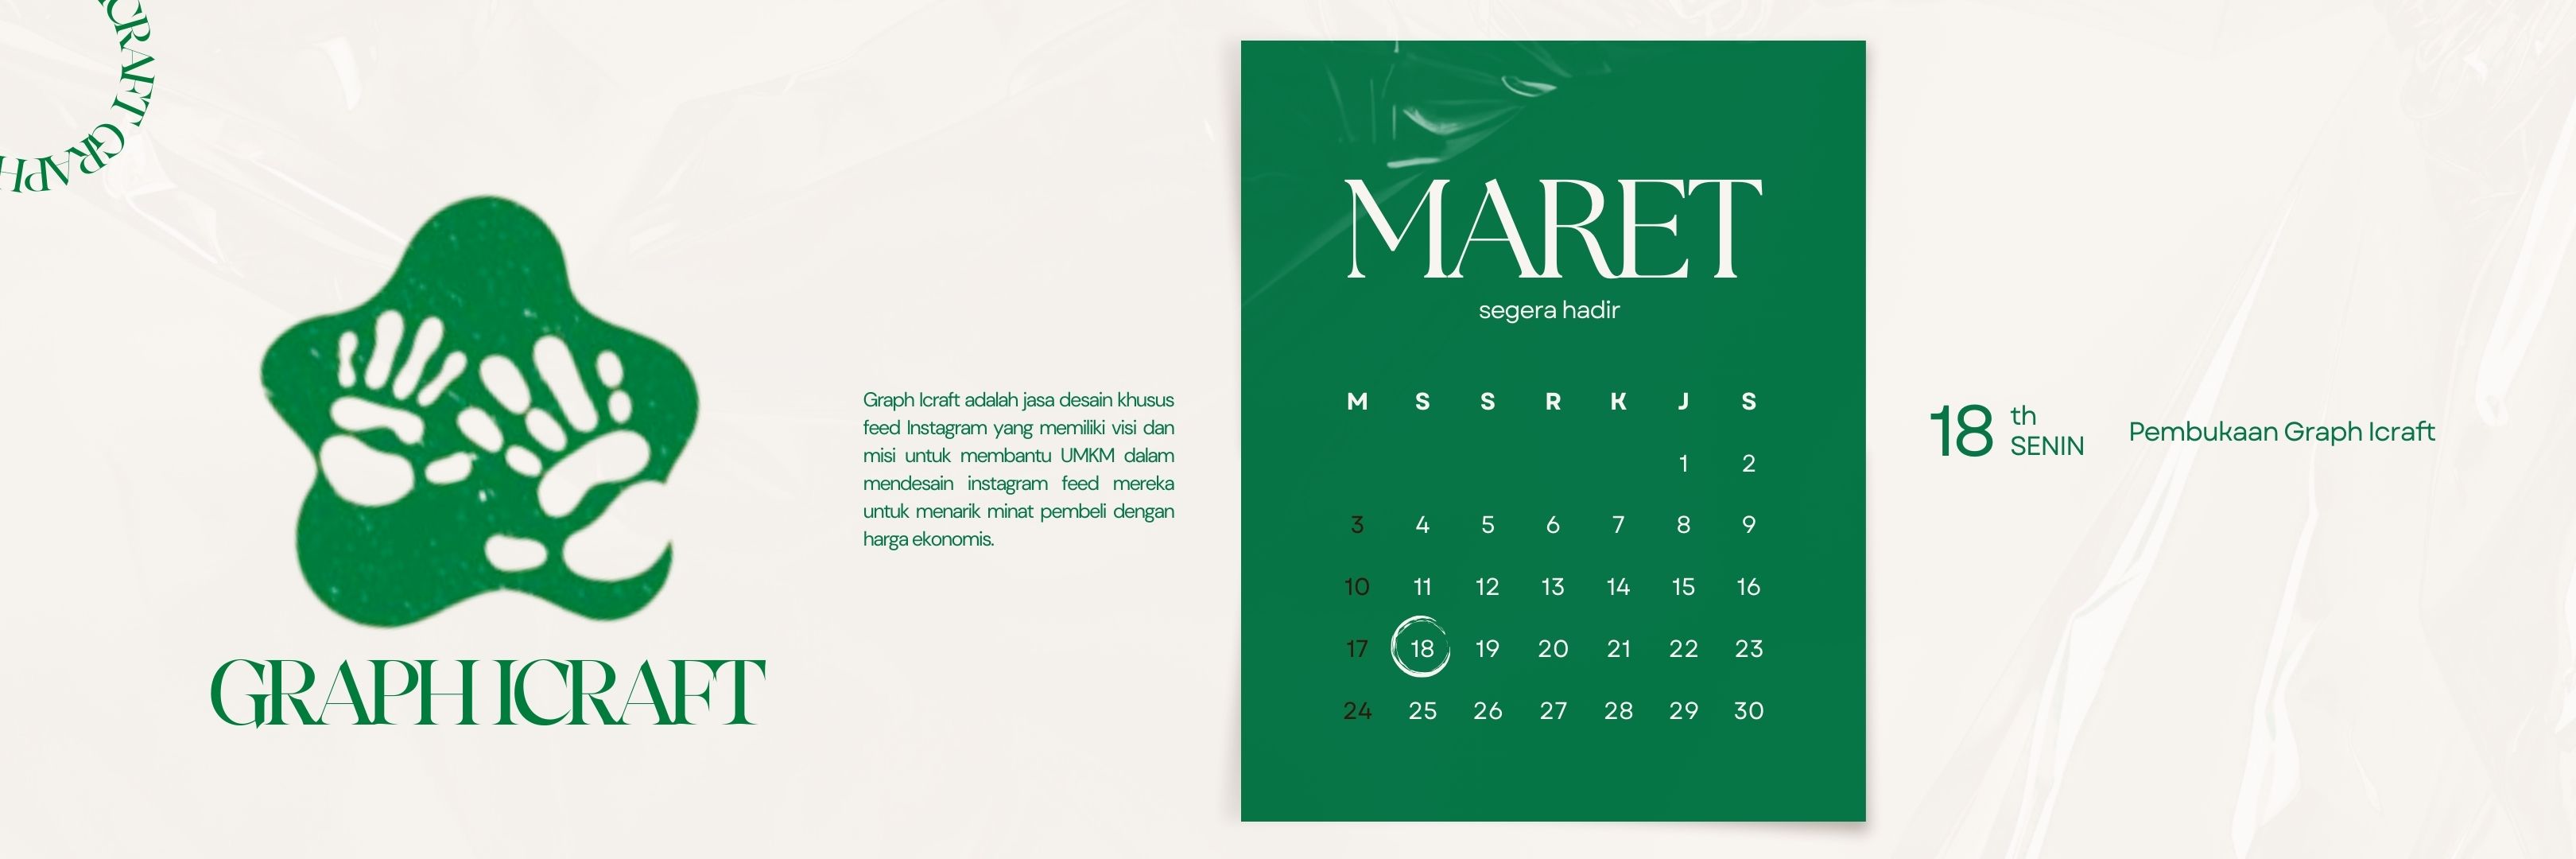 CRAFT GRAPH
GRAPH ICRAFT
Graph Icraft adalah jasa desain khusus
feed Instagram yang memiliki visi dan
misi untuk membantu UMKM dalam
mendesain instagram feed mereka
untuk menarik minat pembeli dengan
harga ekonomis.
MARET
segera hadir
M S S R K J S
1 2
3 4 5 6 7 8 9
10 11 12 13 14 15 16
17 18 19 20 21 22 23
24 25 26 27 28 29 30
18 th
SENIN
Pembukaan Graph Icraft